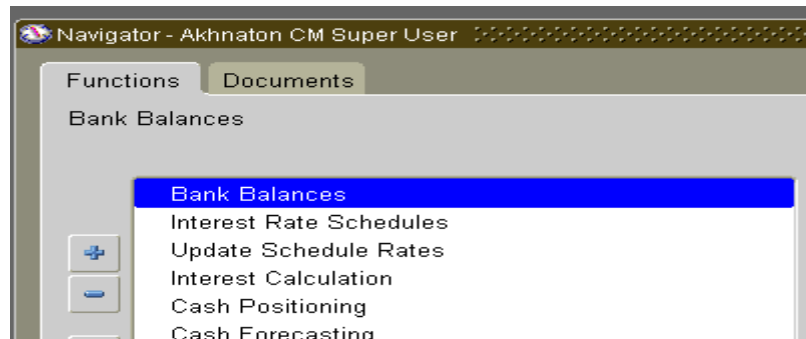 Navigator - Akhnaton CM Super User
Functions Documents
Bank Balances
Bank Balances
Interest Rate Schedules
Update Schedule Rates
Interest Calculation
Cash Positioning
Cash Forecasting